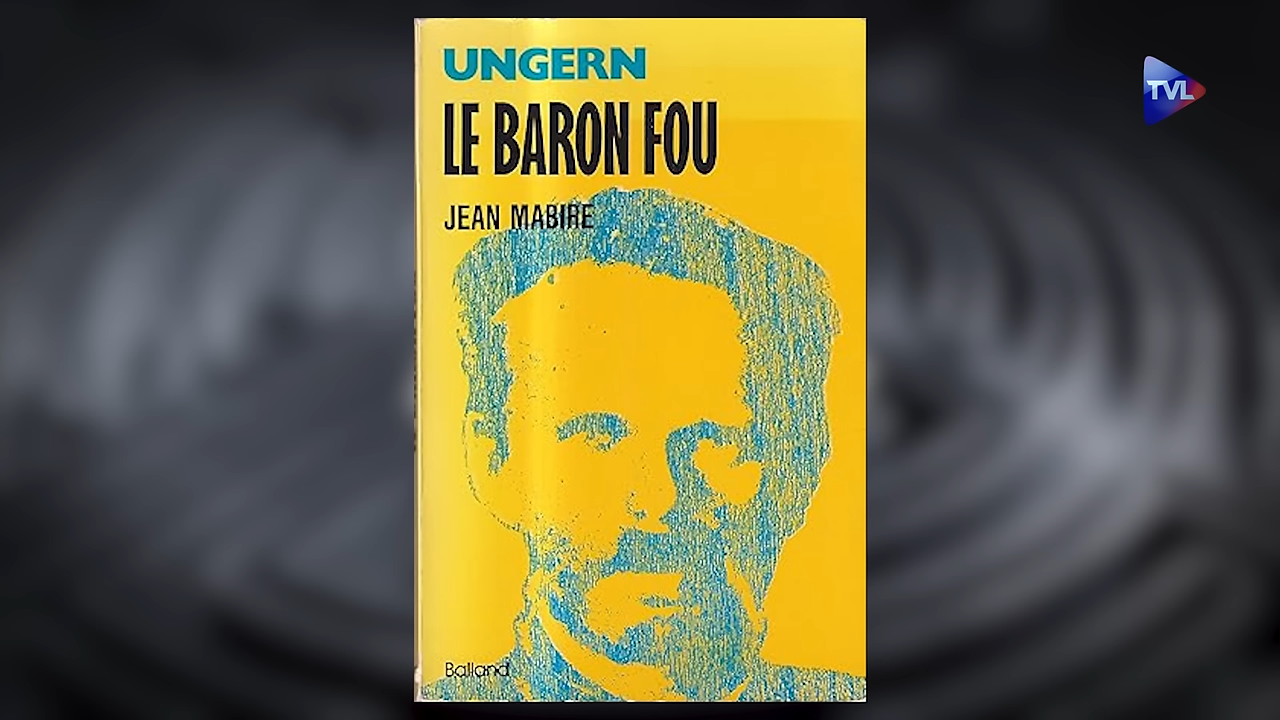 UNGERN
LE BARON FOU
JEAN MABIRE
Balland
TVL